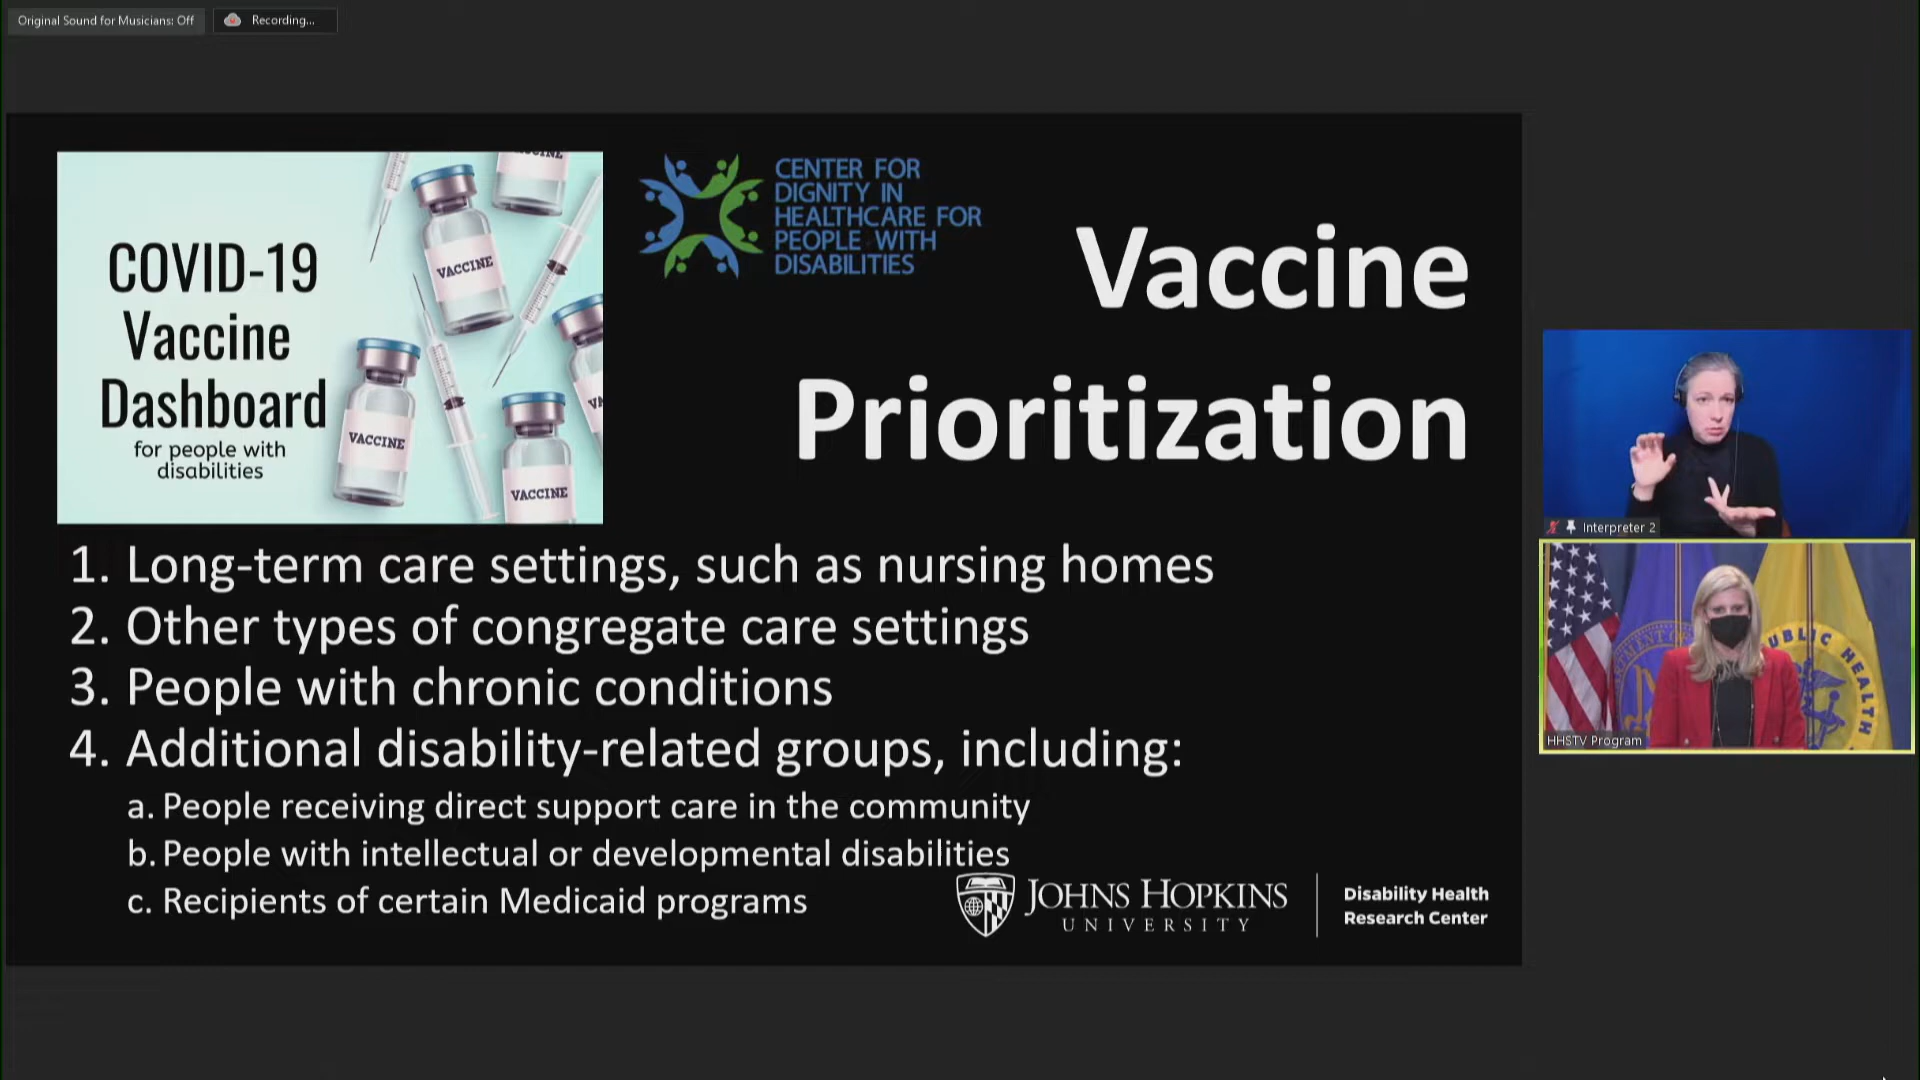 Original Sound for Musicians: Off
Recording...
COVID-19
Vaccine
Dashboard
for people with
disabilities
VACCINE
VACCINE
VACCINE
CENTER FOR
DIGNITY IN
HEALTHCARE FOR
PEOPLE WITH
DISABILITIES
Vaccine
Prioritization
1. Long-term care settings, such as nursing homes
2. Other types of congregate care settings
3. People with chronic conditions
4. Additional disability-related groups, including:
a. People receiving direct support care in the community
b. People with intellectual or developmental disabilities
c. Recipients of certain Medicaid programs
JOHNS HOPKINS
UNIVERSITY
Disability Health
Research Center
Interpreter 2
PUBLIC HEALTH
HHSTV Program